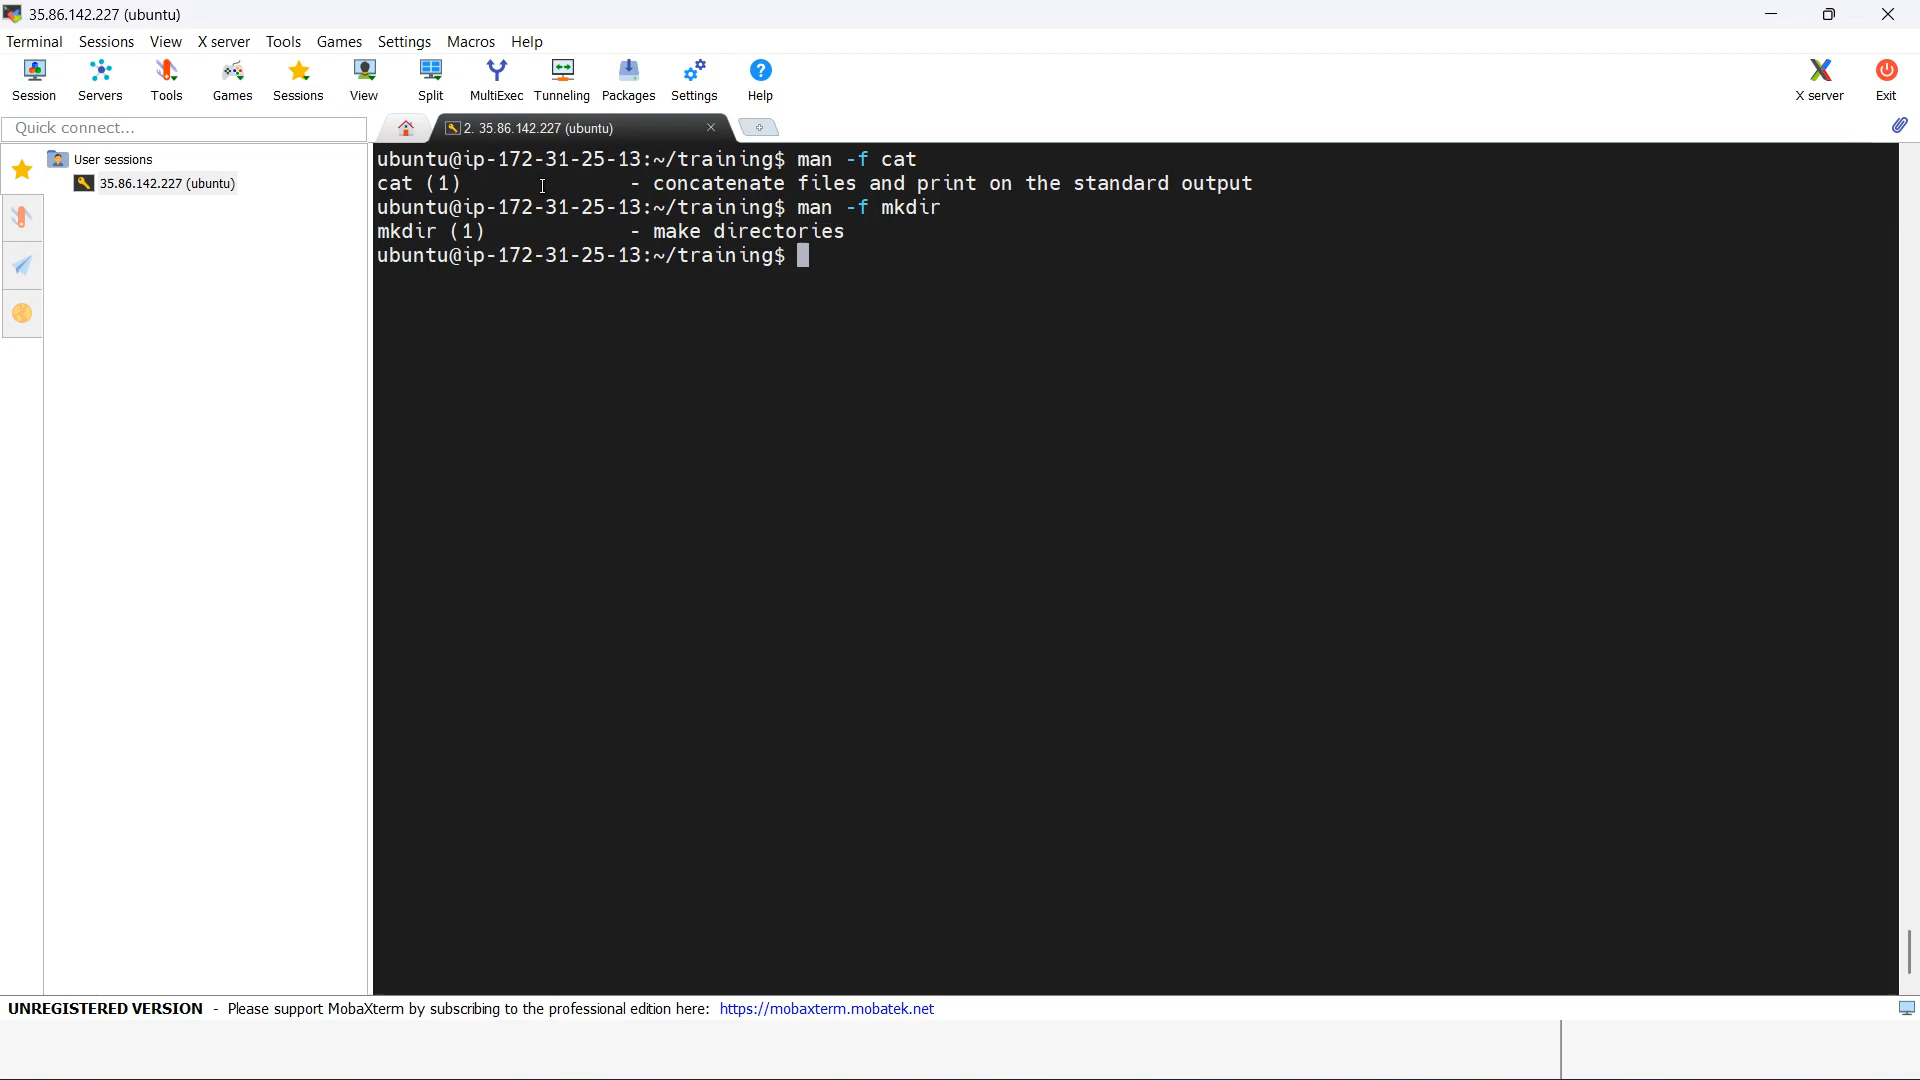 35.86.142.227 (ubuntu)
Terminal Sessions View X server Tools Games Settings Macros Help
Session Servers Tools Games Sessions View Split MultiExec Tunneling Packages Settings Help X server Exit
Quick connect...
2. 35.86.142.227 (ubuntu)
User sessions
35.86.142.227 (ubuntu)
ubuntu@ip-172-31-25-13:~/training$ man -f cat
cat (1) - concatenate files and print on the standard output
ubuntu@ip-172-31-25-13:~/training$ man -f mkdir
mkdir (1) - make directories
ubuntu@ip-172-31-25-13:~/training$
UNREGISTERED VERSION - Please support MobaXterm by subscribing to the professional edition here: https://mobaxterm.mobatek.net